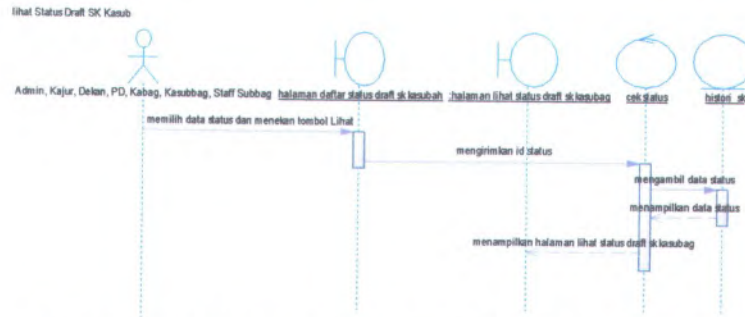 lihat Status Draft SK Kasub
Admin, Kajur, Dekan, PD, Kabag, Kasubbag, Staff Subbag
halaman daftar status draft sk kasubah
:halaman lihat status draft sk kasubag
cek status
histori_sk
memilih data status dan menekan tombol Lihat
mengirimkan id status
mengambil data status
menampilkan data status
menampilkan halaman lihat status draft sk kasubag